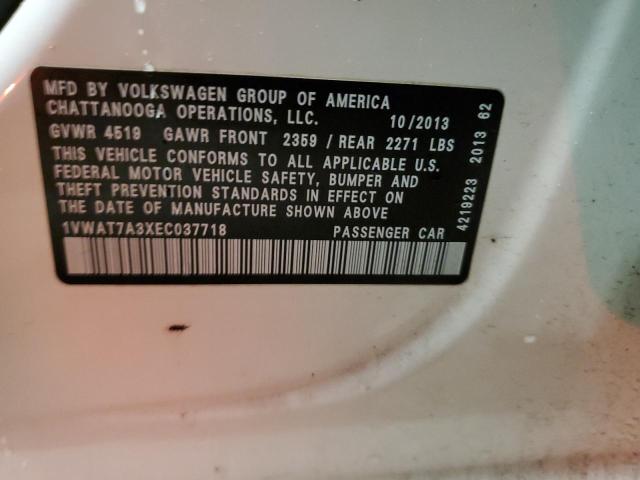 MFD BY VOLKSWAGEN GROUP OF AMERICA
CHATTANOOGA OPERATIONS, LLC. 10/2013
GVWR 4519 GAWR FRONT 2359 / REAR 2271 LBS
THIS VEHICLE CONFORMS TO ALL APPLICABLE U.S.
FEDERAL MOTOR VEHICLE SAFETY, BUMPER AND
THEFT PREVENTION STANDARDS IN EFFECT ON
THE DATE OF MANUFACTURE SHOWN ABOVE
1VWAT7A3XEC037718 PASSENGER CAR
4219223 2013 62